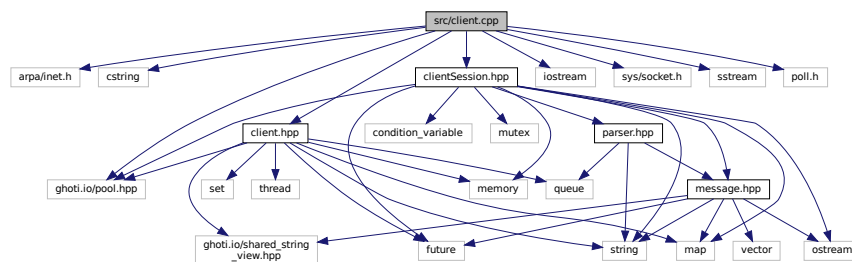 src/client.cpp
arpa/inet.h
cstring
clientSession.hpp
iostream
sys/socket.h
sstream
poll.h
client.hpp
condition_variable
mutex
parser.hpp
ghoti.io/pool.hpp
set
thread
memory
queue
message.hpp
ghoti.io/shared_string
_view.hpp
future
string
map
vector
ostream